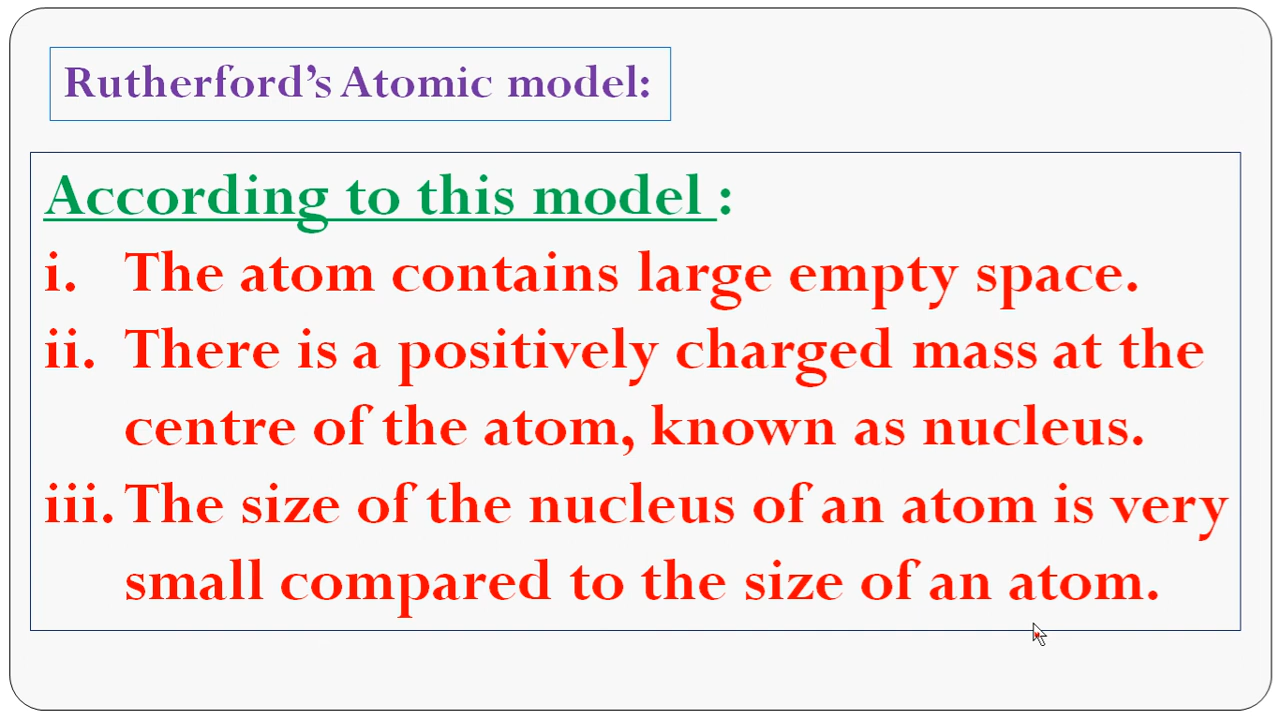 Rutherford’s Atomic model:
According to this model :
i. The atom contains large empty space.
ii. There is a positively charged mass at the
centre of the atom, known as nucleus.
iii. The size of the nucleus of an atom is very
small compared to the size of an atom.